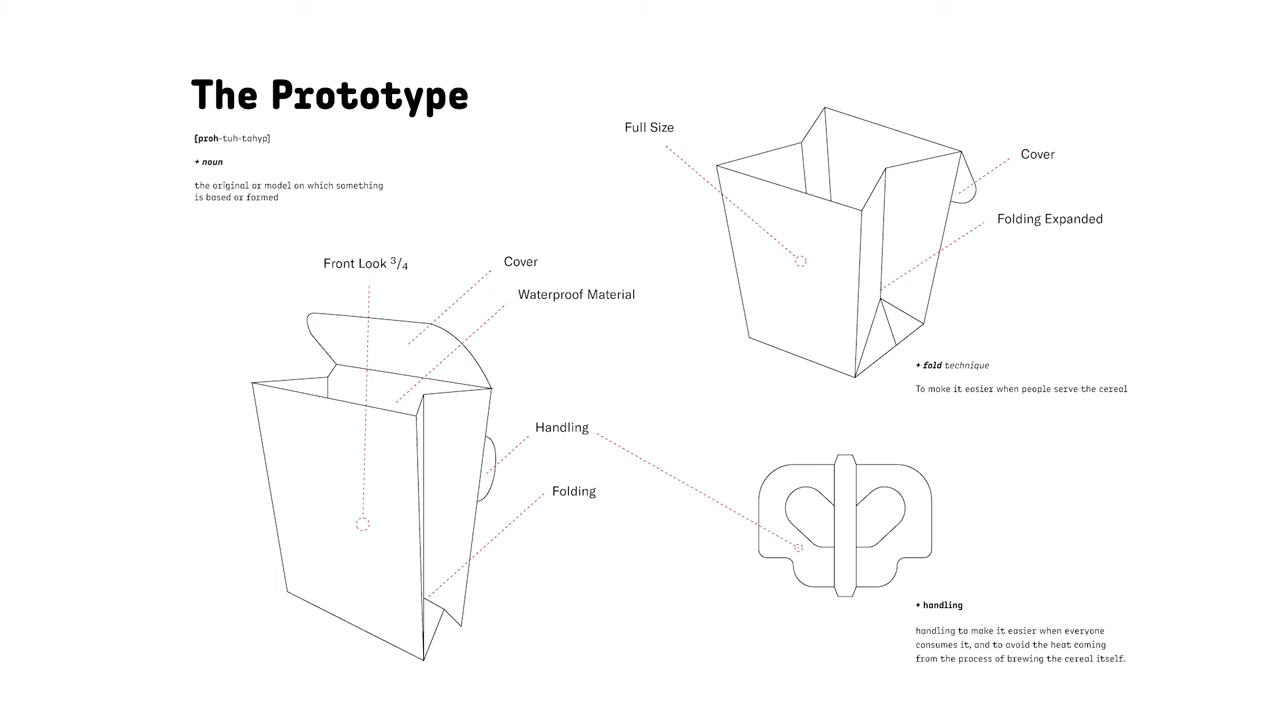 The Prototype
[proh-tuh-tahyp]
+ noun
the original or model on which something
is based or formed
Full Size
Cover
Folding Expanded
Front Look 3/4
Cover
Waterproof Material
+ fold technique
To make it easier when people serve the cereal
Handling
Folding
+ handling
handling to make it easier when everyone
consumes it, and to avoid the heat coming
from the process of brewing the cereal itself.